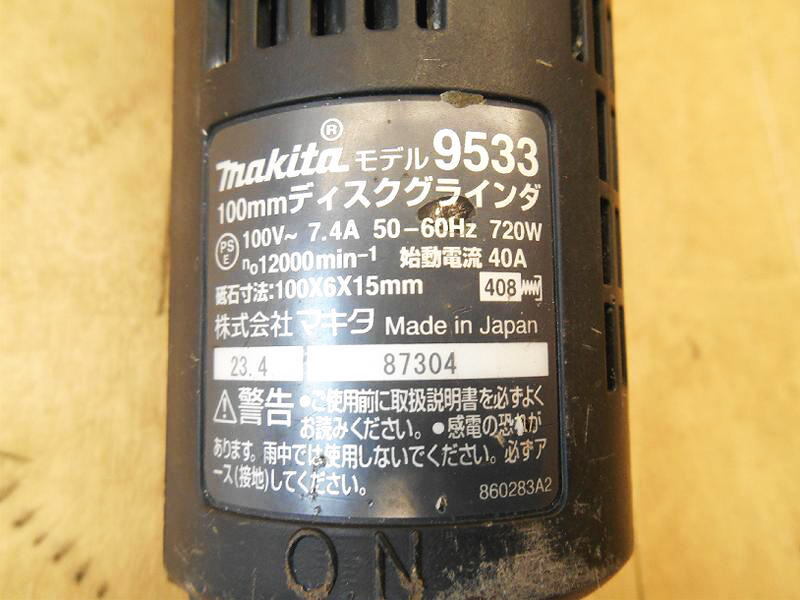 makita® モデル 9533
100mmディスクグラインダ
PSE 100V~ 7.4A 50-60Hz 720W
n₀12000min⁻¹ 始動電流 40A
砥石寸法:100X6X15mm 408
株式会社 マキタ Made in Japan
23.4 87304
⚠警告 ●ご使用前に取扱説明書を必ずよく
お読みください。●感電の恐れが
あります。雨中では使用しないでください。必ずア
ース(接地)してください。
860283A2
ON